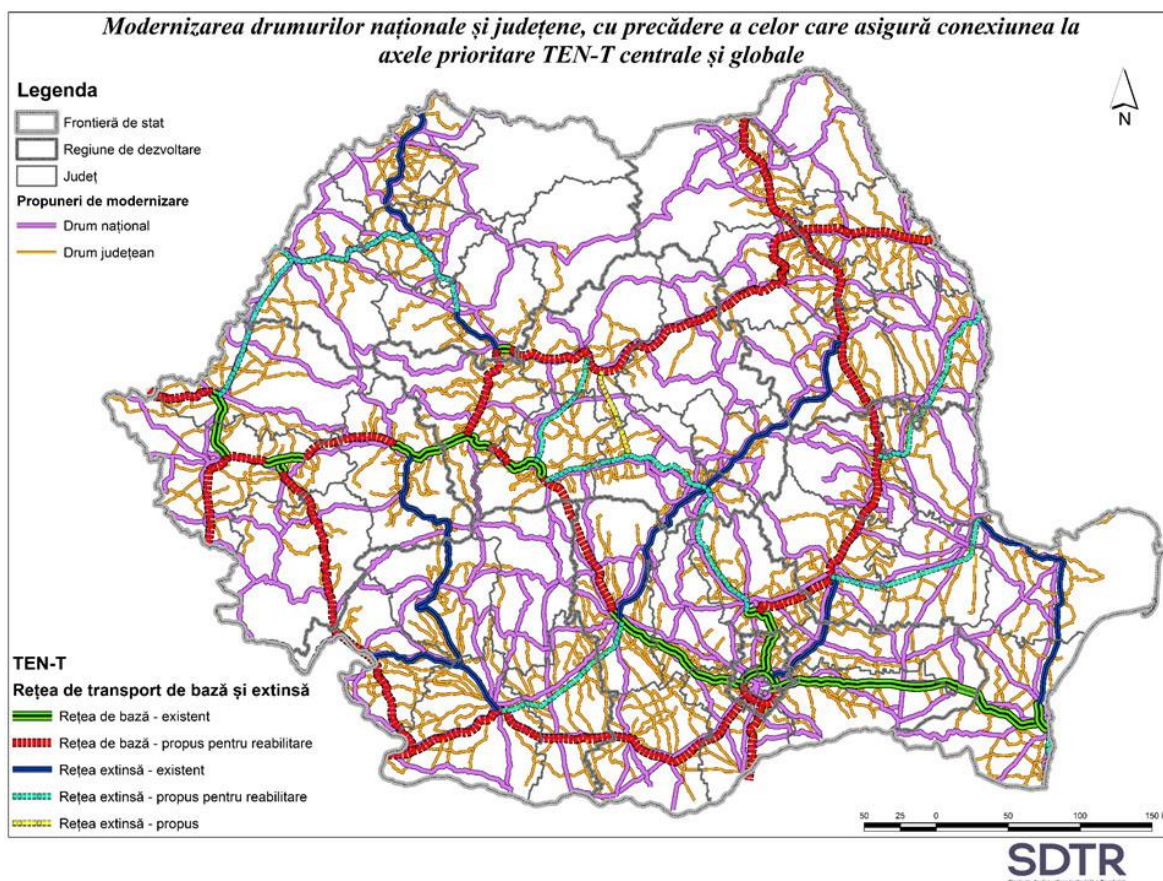 Modernizarea drumurilor naționale și județene, cu precădere a celor care asigură conexiunea la
axele prioritare TEN-T centrale și globale
Legenda
Frontieră de stat
Regiune de dezvoltare
Județ
Propuneri de modernizare
Drum național
Drum județean
N
TEN-T
Rețea de transport de bază și extinsă
Rețea de bază - existent
Rețea de bază - propus pentru reabilitare
Rețea extinsă - existent
Rețea extinsă - propus pentru reabilitare
Rețea extinsă - propus
50 25 0 50 100 150
SDTR